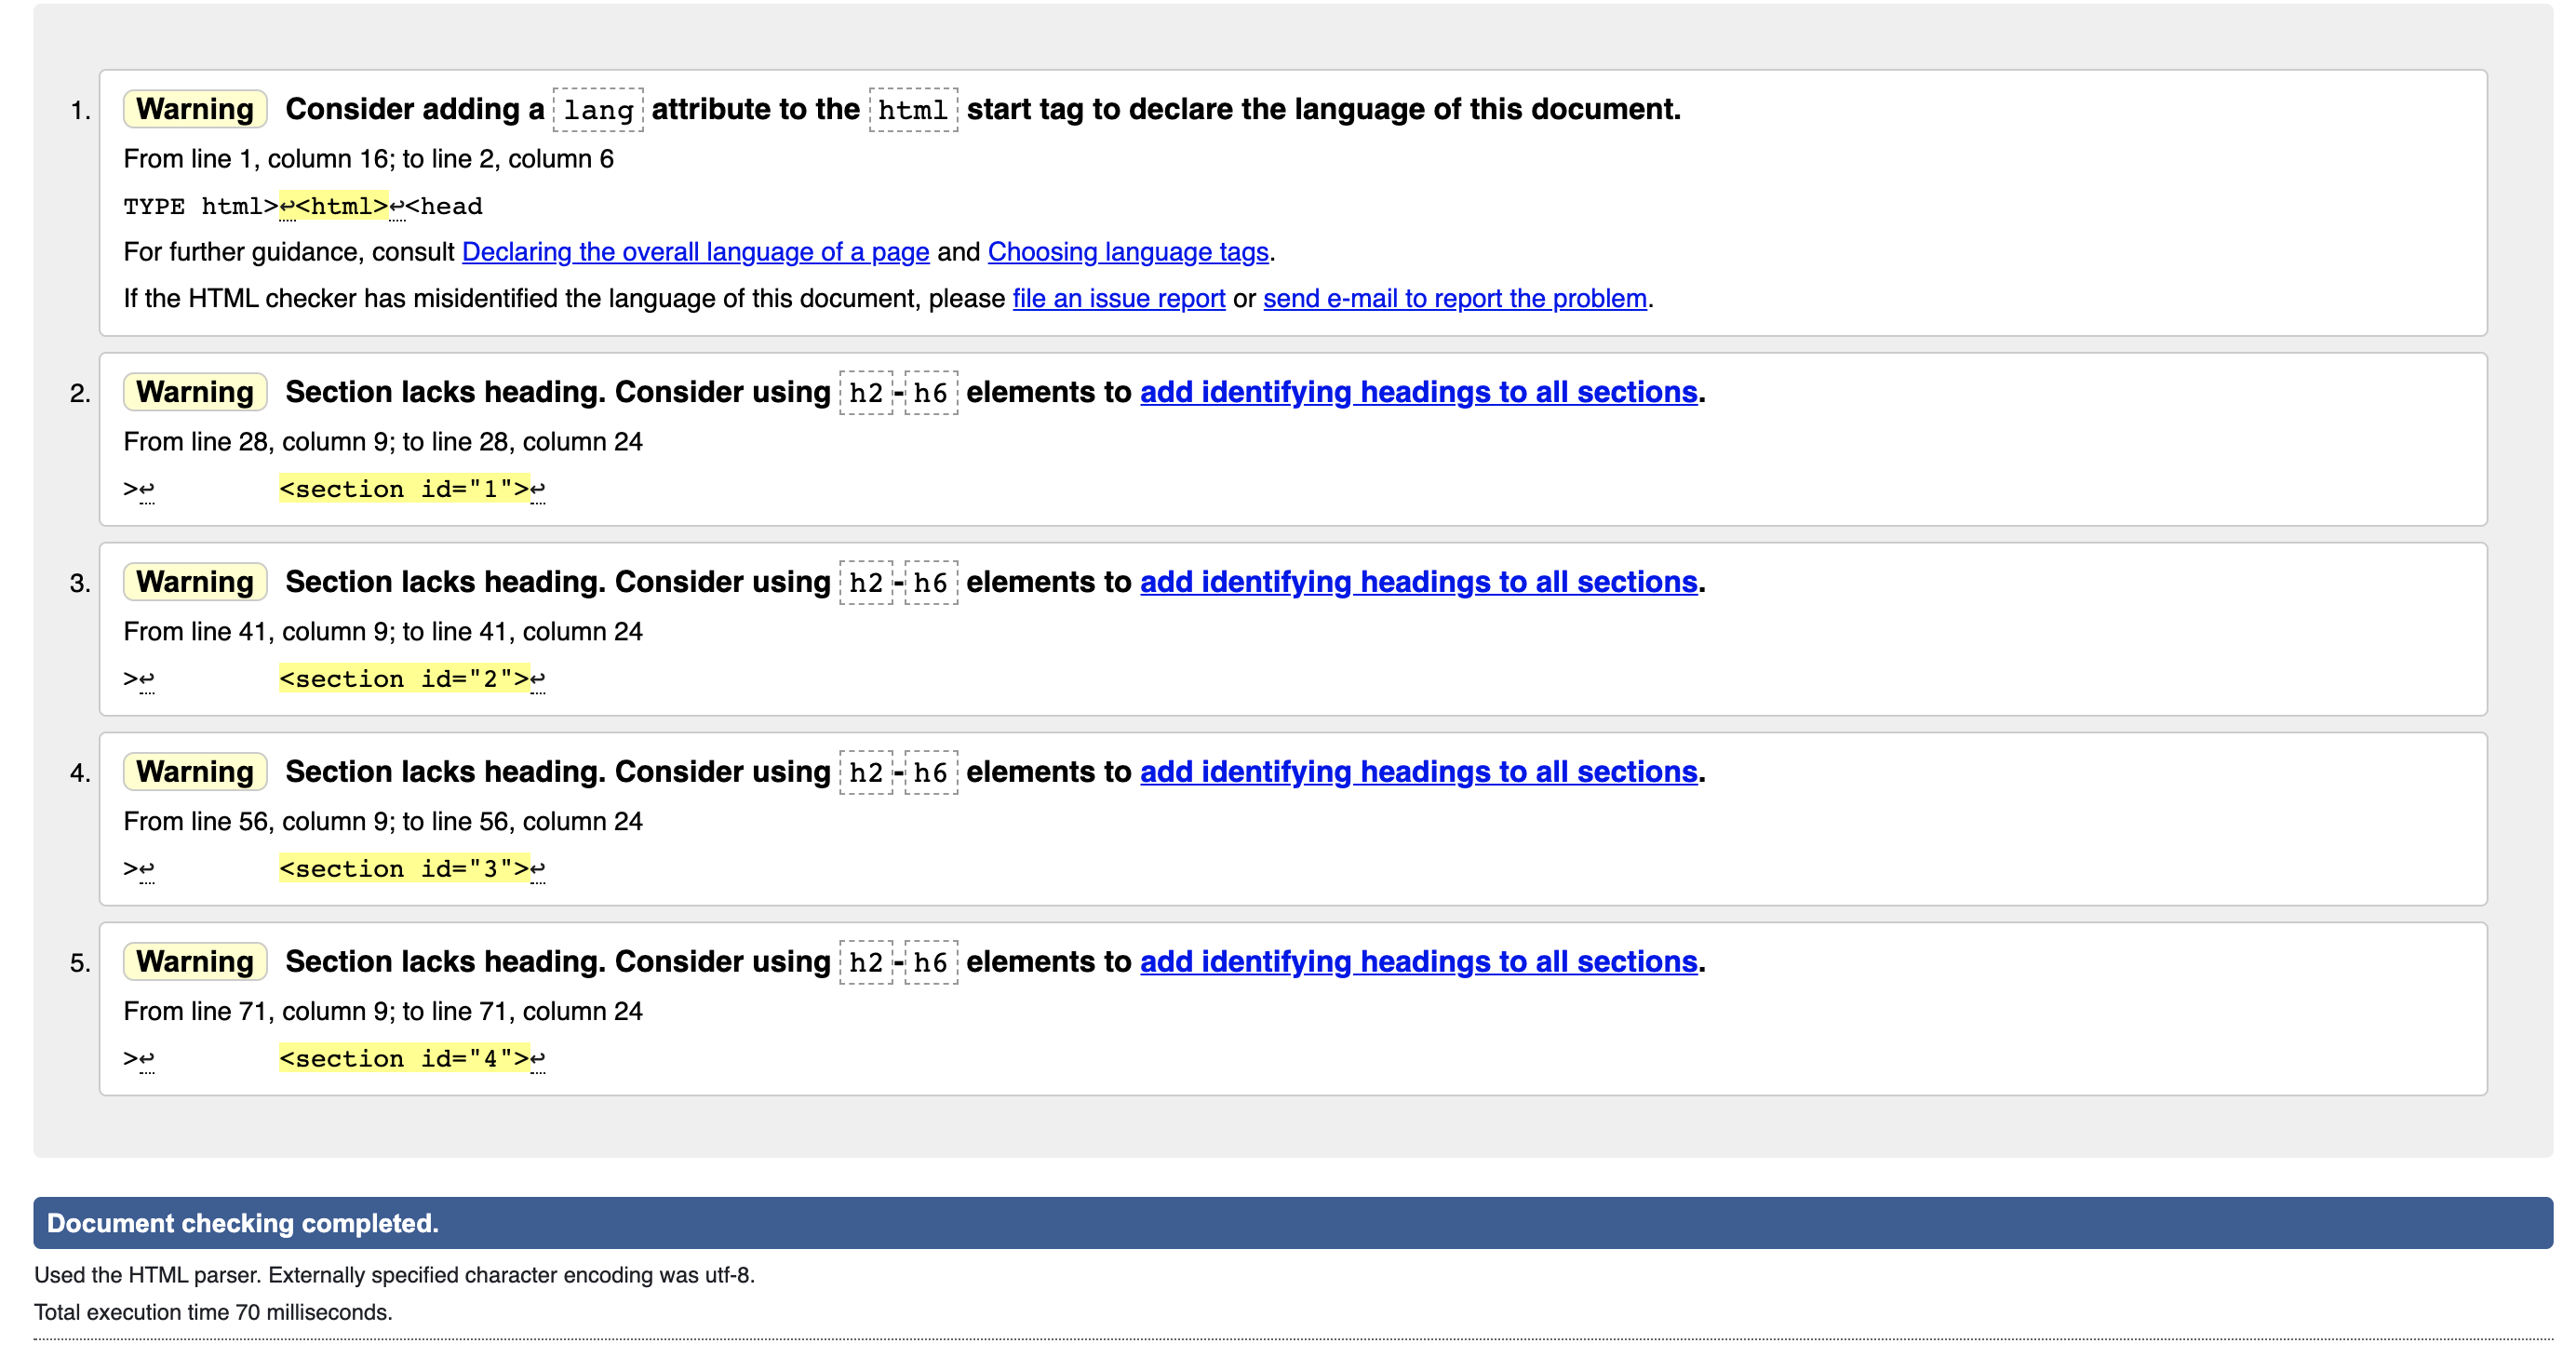 1. Warning Consider adding a lang attribute to the html start tag to declare the language of this document.
From line 1, column 16; to line 2, column 6
TYPE html>↩<html>↩<head
For further guidance, consult Declaring the overall language of a page and Choosing language tags.
If the HTML checker has misidentified the language of this document, please file an issue report or send e-mail to report the problem.
2. Warning Section lacks heading. Consider using h2-h6 elements to add identifying headings to all sections.
From line 28, column 9; to line 28, column 24
>↩        <section id="1">↩
3. Warning Section lacks heading. Consider using h2-h6 elements to add identifying headings to all sections.
From line 41, column 9; to line 41, column 24
>↩        <section id="2">↩
4. Warning Section lacks heading. Consider using h2-h6 elements to add identifying headings to all sections.
From line 56, column 9; to line 56, column 24
>↩        <section id="3">↩
5. Warning Section lacks heading. Consider using h2-h6 elements to add identifying headings to all sections.
From line 71, column 9; to line 71, column 24
>↩        <section id="4">↩
Document checking completed.
Used the HTML parser. Externally specified character encoding was utf-8.
Total execution time 70 milliseconds.